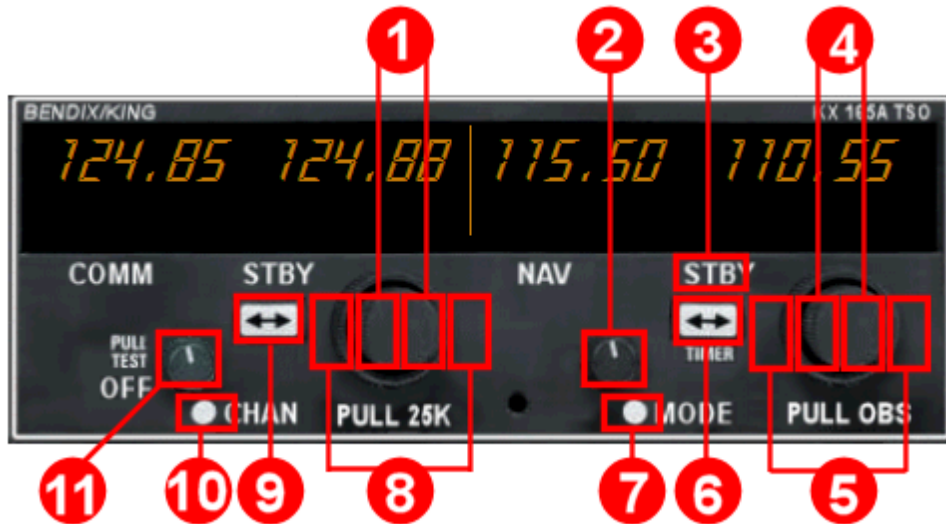 1 2 3 4
BENDIX/KING KX 165A TSO
124.85 124.88 115.50 110.55
COMM STBY NAV STBY
PULL
TEST
OFF
TIMER
CHAN PULL 25K MODE PULL OBS
11 10 9 8 7 6 5